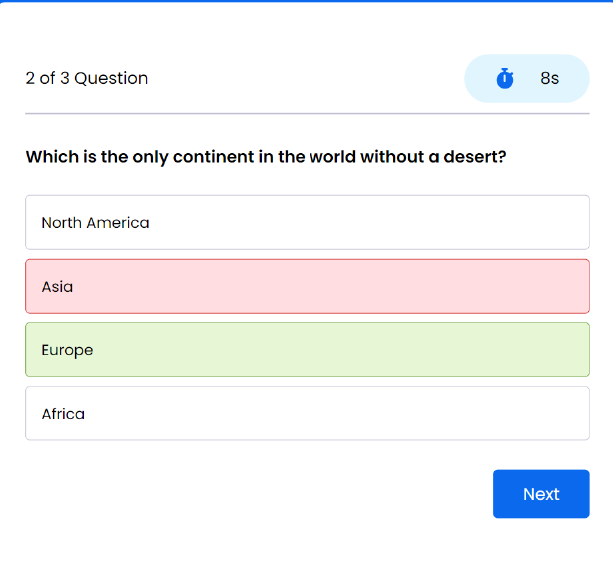 2 of 3 Question
8s
Which is the only continent in the world without a desert?
North America
Asia
Europe
Africa
Next